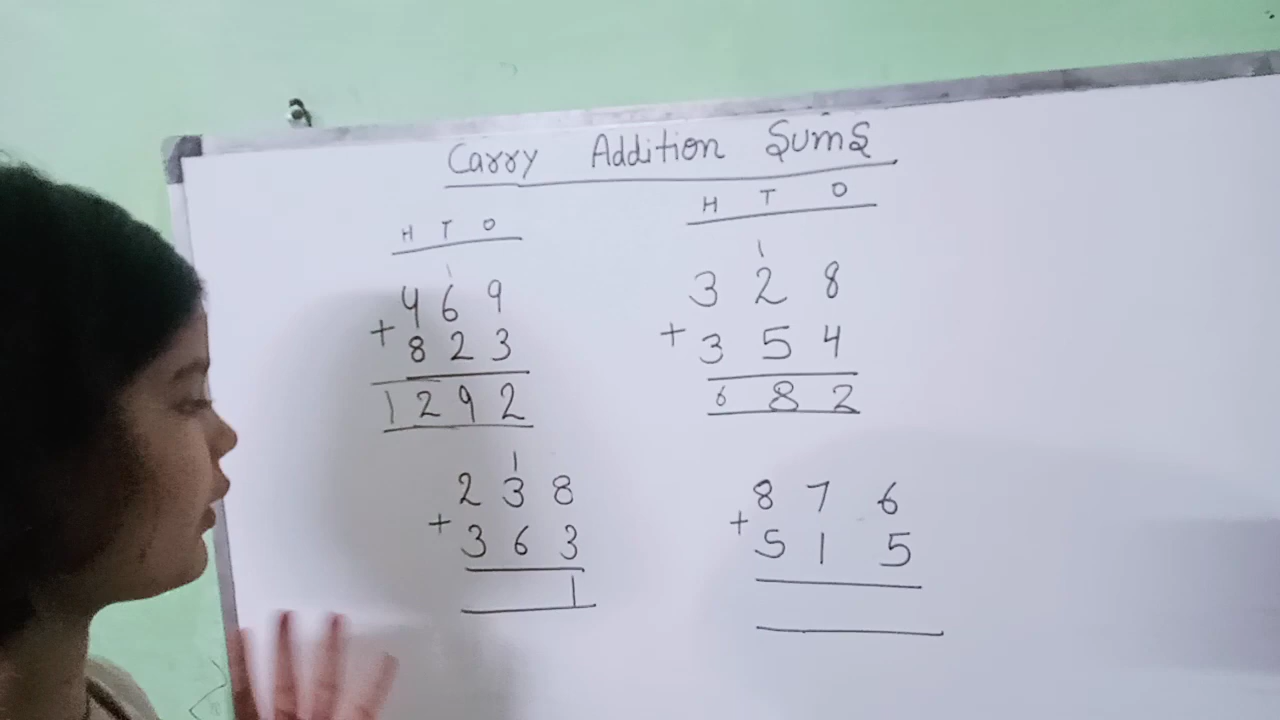 Carry Addition Sums
H T O
1
4 6 9
+ 8 2 3
1 2 9 2
H T O
1
3 2 8
+ 3 5 4
6 8 2
1
2 3 8
+ 3 6 3
1
8 7 6
+ 5 1 5